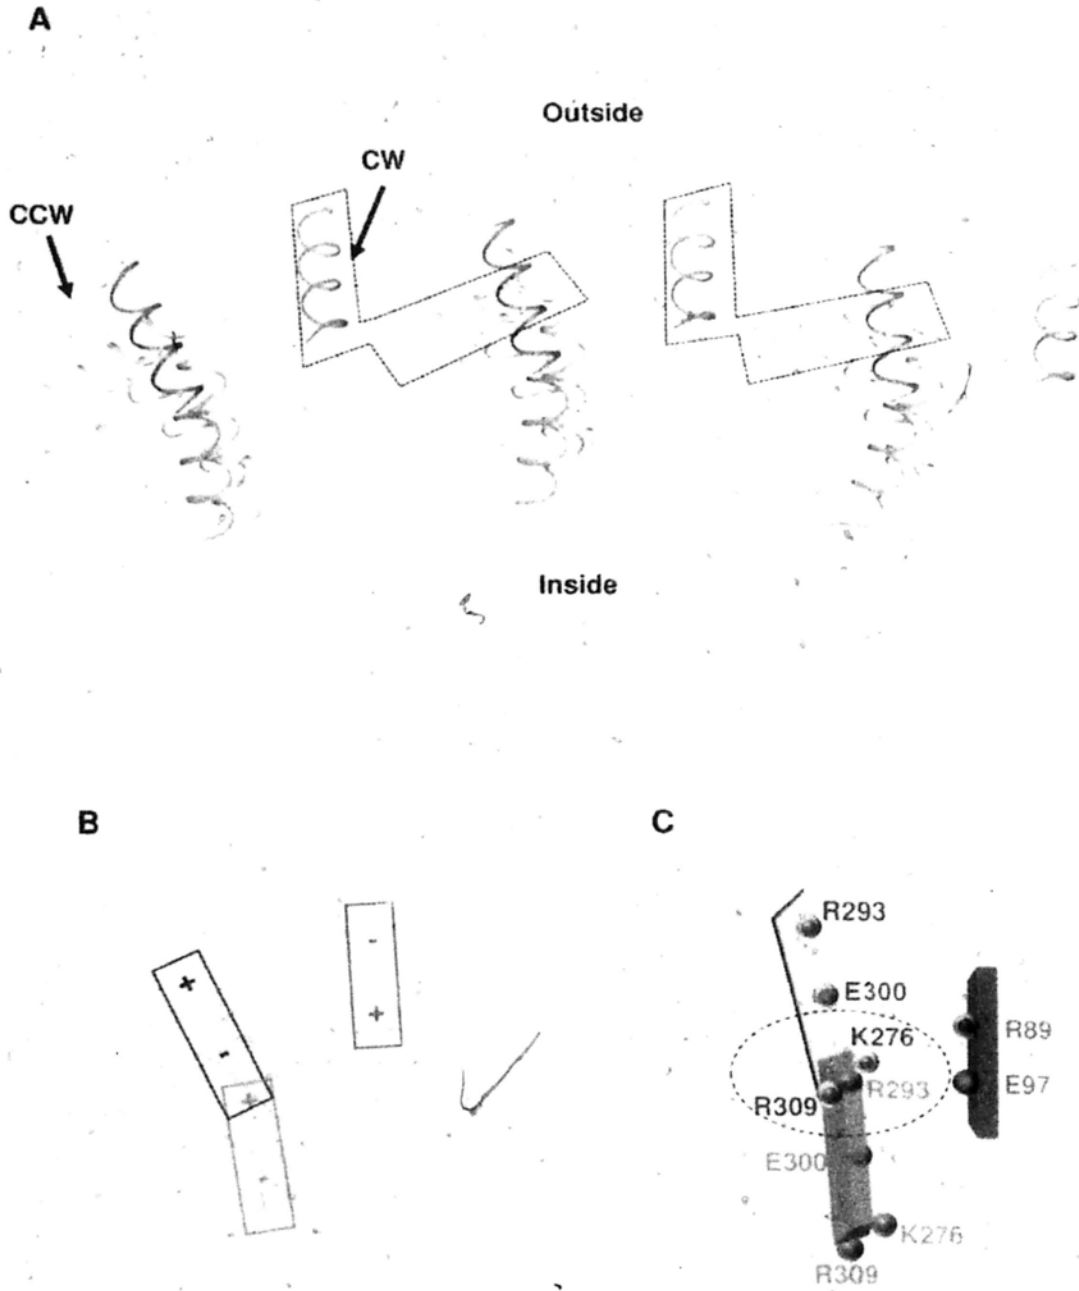 A
Outside
CW
CCW
Inside
B
C
+
-
+
-
+
-
R293
E300
K276
R89
R293
E97
R309
E300
K276
R309